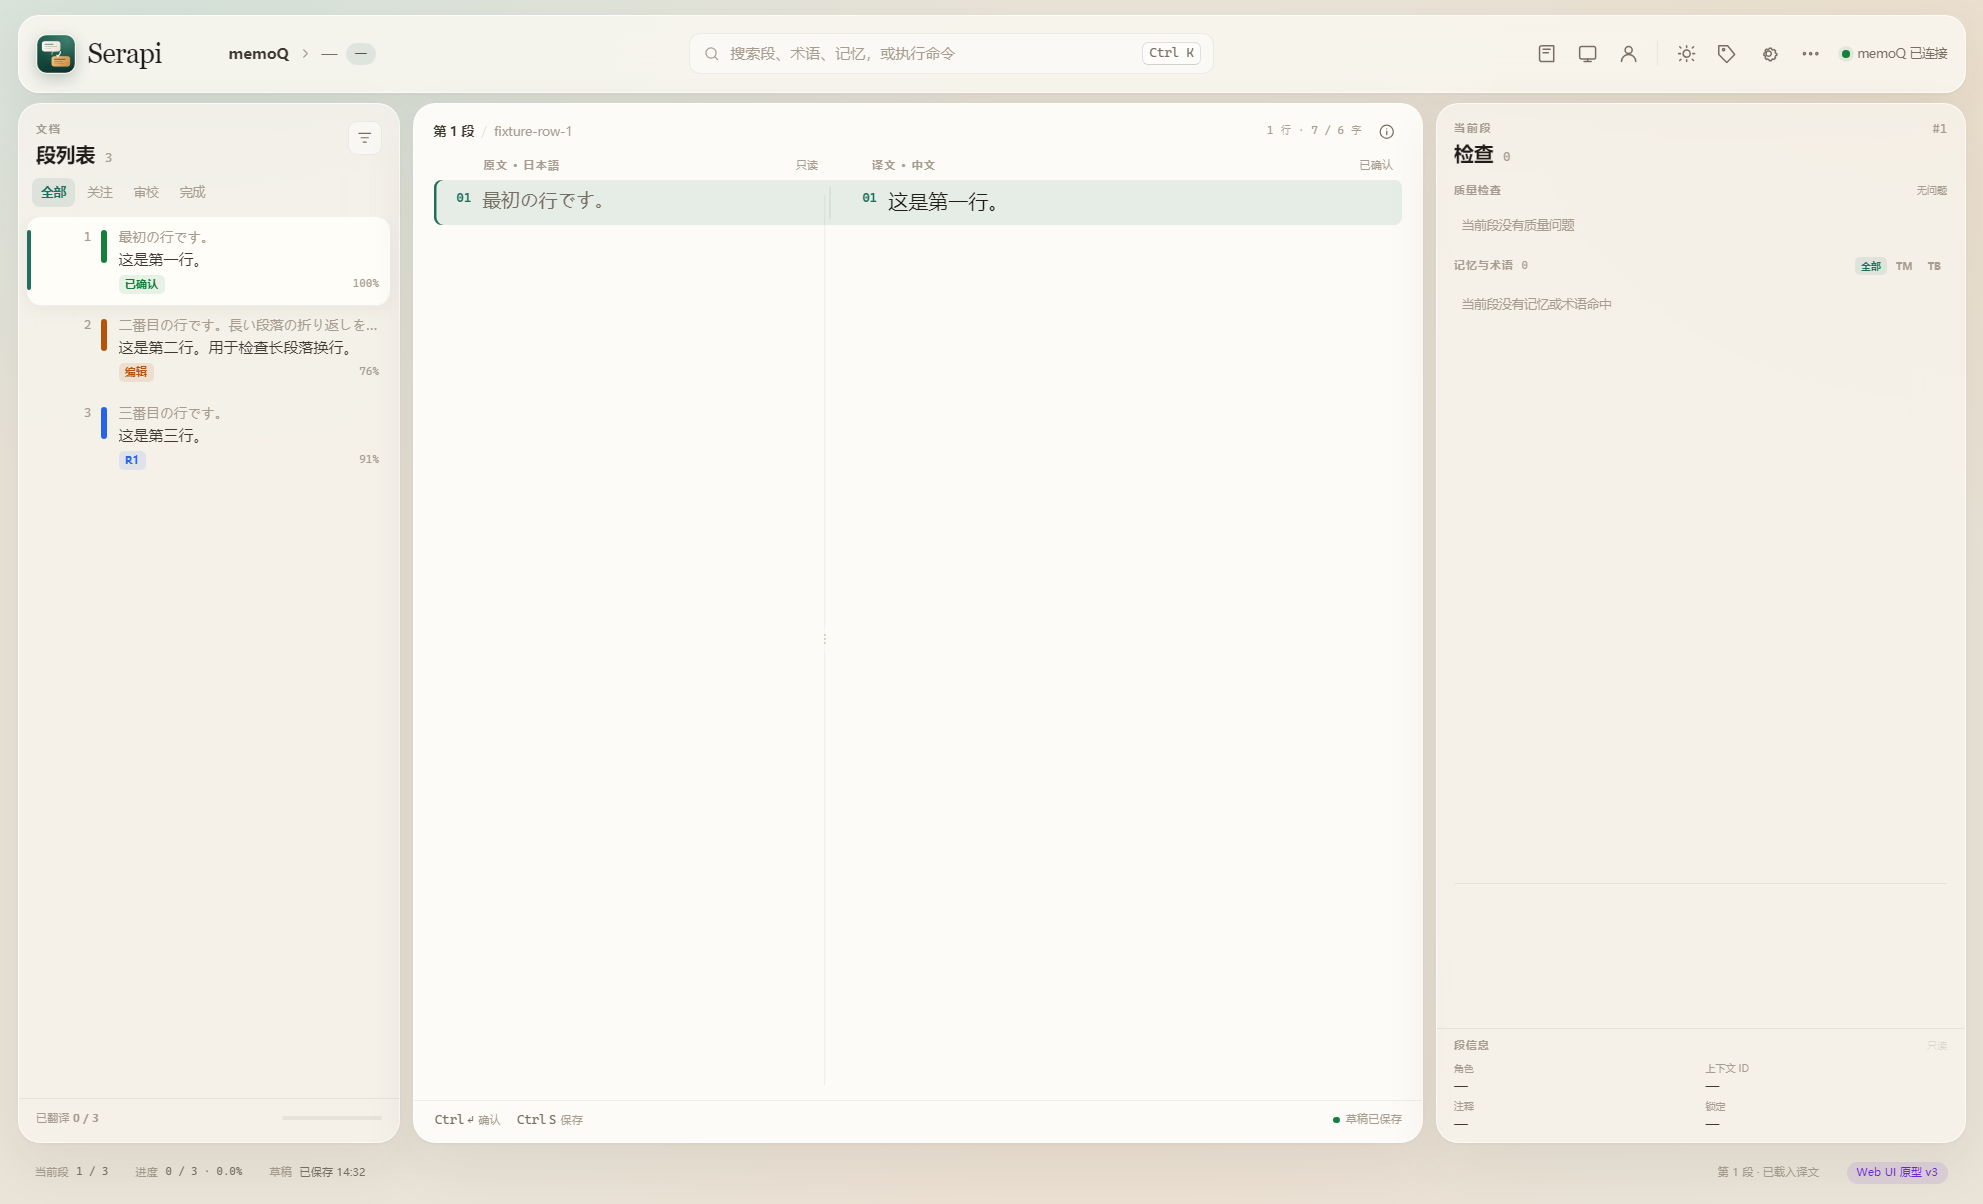 Serapi
memoQ › — —
搜索段、术语、记忆，或执行命令 Ctrl K
memoQ 已连接
文档
段列表 3
全部 关注 审校 完成
1 最初の行です。
这是第一行。
已确认 100%
2 二番目の行です。長い段落の折り返しを...
这是第二行。用于检查长段落换行。
编辑 76%
3 三番目の行です。
这是第三行。
R1 91%
已翻译 0 / 3
第 1 段 / fixture-row-1
1 行 · 7 / 6 字
原文 • 日本語 只读
译文 • 中文 已确认
01 最初の行です。
01 这是第一行。
Ctrl ↵ 确认 Ctrl S 保存
草稿已保存
当前段 #1
检查 0
质量检查 无问题
当前段没有质量问题
记忆与术语 0 全部 TM TB
当前段没有记忆或术语命中
段信息 只读
角色 上下文 ID
— —
注释 锁定
— —
当前段 1 / 3 进度 0 / 3 · 0.0% 草稿 已保存 14:32
第 1 段 · 已载入译文 Web UI 原型 v3